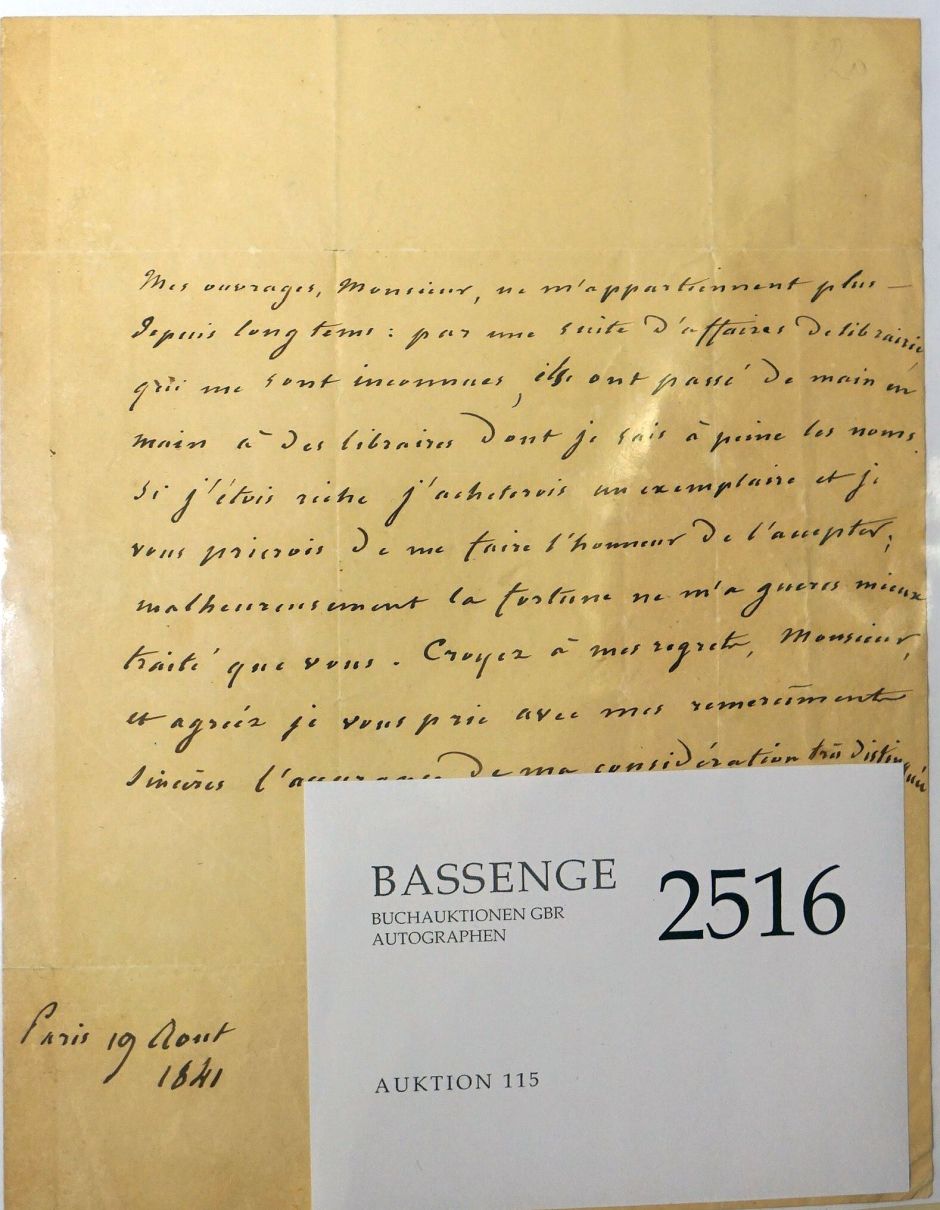 Mes ouvrages, Monsieur, ne m'appartiennent plus —
depuis long tems : par une suite d'affaires de librairie
qui me sont inconnues, ils ont passé de main en
main à des libraires dont je sais à peine les noms.
Si j'étois riche j'acheterois un exemplaire et je
vous prierois de me faire l'honneur de l'accepter;
malheureusement la fortune ne m'a gueres mieux
traité que vous. Croyez à mes regrets, Monsieur,
et agréez je vous prie avec mes remerciments
sincères l'assurance de ma considération très distinguée
Paris 19 Aout
1841
BASSENGE
BUCHAUKTIONEN GBR
AUTOGRAPHEN
2516
AUKTION 115